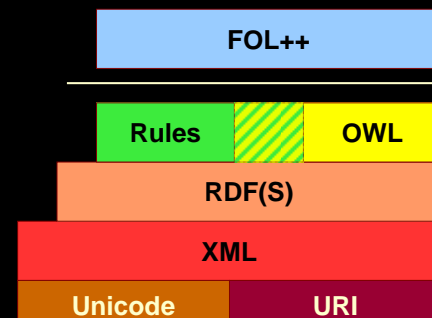 FOL++
Rules OWL
RDF(S)
XML
Unicode URI